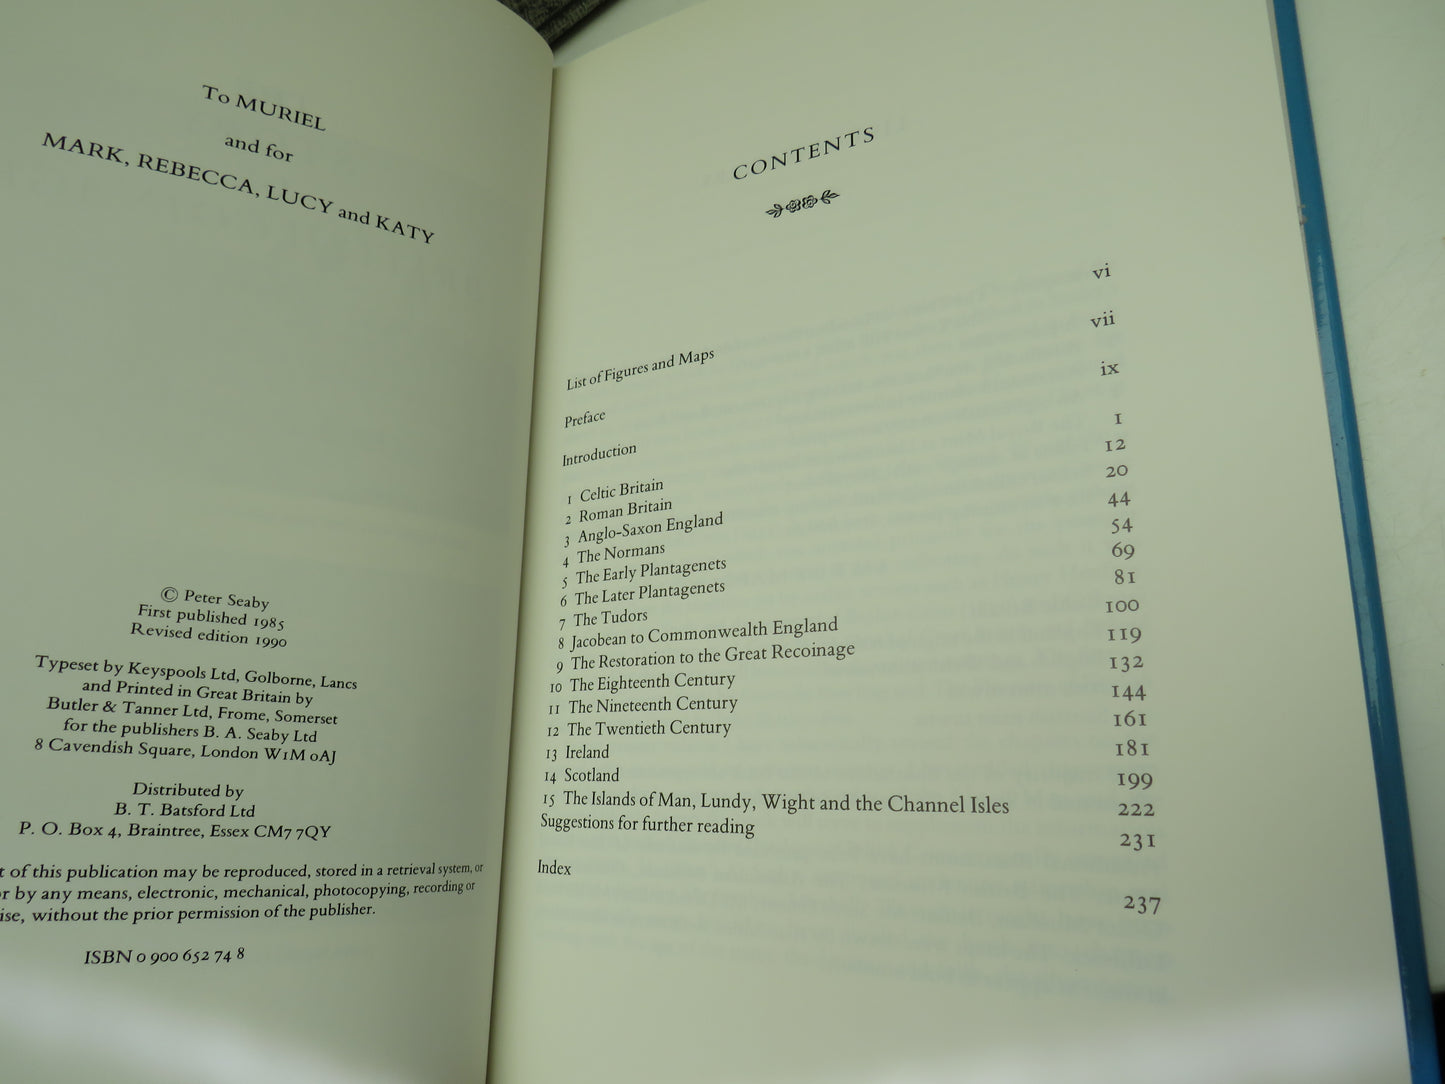 To MURIEL
and for
MARK, REBECCA, LUCY and KATY
© Peter Seaby
First published 1985
Revised edition 1990
Typeset by Keyspools Ltd, Golborne, Lancs
and Printed in Great Britain by
Butler & Tanner Ltd, Frome, Somerset
for the publishers B. A. Seaby Ltd
8 Cavendish Square, London W1M 0AJ
Distributed by
B. T. Batsford Ltd
P. O. Box 4, Braintree, Essex CM7 7QY
of this publication may be reproduced, stored in a retrieval system, or
by any means, electronic, mechanical, photocopying, recording or
without the prior permission of the publisher.
ISBN 0 900 652 74 8
CONTENTS
List of Figures and Maps vi
Preface vii
Introduction ix
1 Celtic Britain 1
2 Roman Britain 12
3 Anglo-Saxon England 20
4 The Normans 44
5 The Early Plantagenets 54
6 The Later Plantagenets 69
7 The Tudors 81
8 Jacobean to Commonwealth England 100
9 The Restoration to the Great Recoinage 119
10 The Eighteenth Century 132
11 The Nineteenth Century 144
12 The Twentieth Century 161
13 Ireland 181
14 Scotland 199
15 The Islands of Man, Lundy, Wight and the Channel Isles 222
Suggestions for further reading 231
Index 237